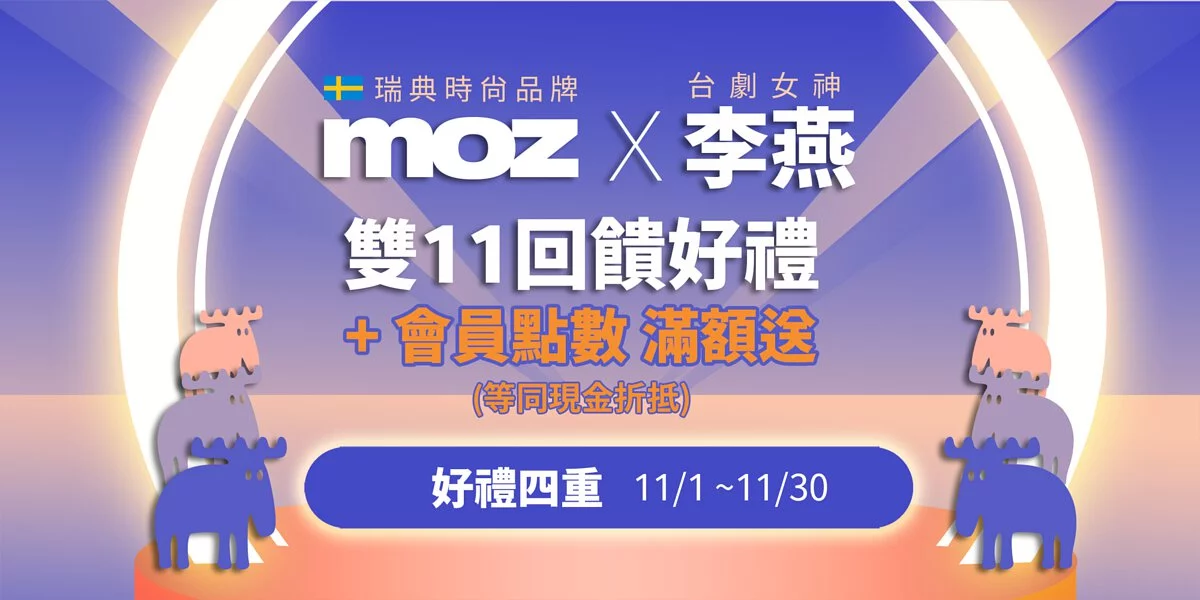 瑞典時尚品牌
台劇女神
moz X 李燕
雙11回饋好禮
+ 會員點數 滿額送
(等同現金折抵)
好禮四重 11/1 ~11/30